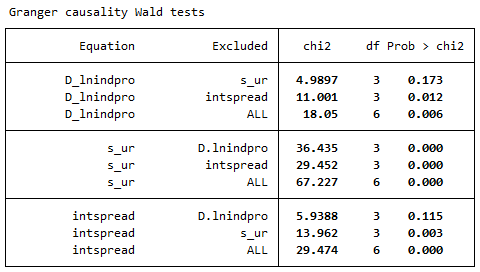 Granger causality Wald tests
Equation Excluded chi2 df Prob > chi2
D_lnindpro s_ur 4.9897 3 0.173
D_lnindpro intspread 11.001 3 0.012
D_lnindpro ALL 18.05 6 0.006
s_ur D.lnindpro 36.435 3 0.000
s_ur intspread 29.452 3 0.000
s_ur ALL 67.227 6 0.000
intspread D.lnindpro 5.9388 3 0.115
intspread s_ur 13.962 3 0.003
intspread ALL 29.474 6 0.000